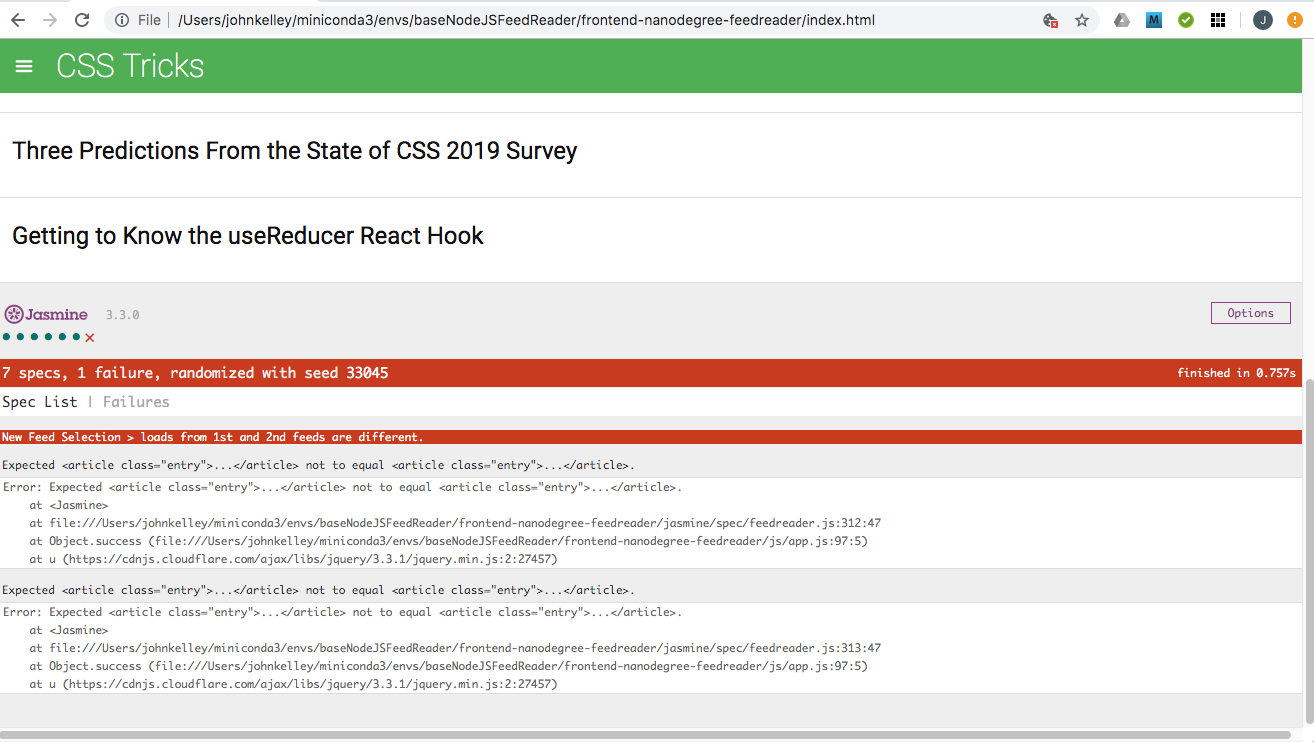 File | /Users/johnkelley/miniconda3/envs/baseNodeJSFeedReader/frontend-nanodegree-feedreader/index.html M J
CSS Tricks
Three Predictions From the State of CSS 2019 Survey
Getting to Know the useReducer React Hook
Jasmine 3.3.0 Options
7 specs, 1 failure, randomized with seed 33045 finished in 0.757s
Spec List | Failures
New Feed Selection > loads from 1st and 2nd feeds are different.
Expected <article class="entry">...</article> not to equal <article class="entry">...</article>.
Error: Expected <article class="entry">...</article> not to equal <article class="entry">...</article>.
at <Jasmine>
at file:///Users/johnkelley/miniconda3/envs/baseNodeJSFeedReader/frontend-nanodegree-feedreader/jasmine/spec/feedreader.js:312:47
at Object.success (file:///Users/johnkelley/miniconda3/envs/baseNodeJSFeedReader/frontend-nanodegree-feedreader/js/app.js:97:5)
at u (https://cdnjs.cloudflare.com/ajax/libs/jquery/3.3.1/jquery.min.js:2:27457)
Expected <article class="entry">...</article> not to equal <article class="entry">...</article>.
Error: Expected <article class="entry">...</article> not to equal <article class="entry">...</article>.
at <Jasmine>
at file:///Users/johnkelley/miniconda3/envs/baseNodeJSFeedReader/frontend-nanodegree-feedreader/jasmine/spec/feedreader.js:313:47
at Object.success (file:///Users/johnkelley/miniconda3/envs/baseNodeJSFeedReader/frontend-nanodegree-feedreader/js/app.js:97:5)
at u (https://cdnjs.cloudflare.com/ajax/libs/jquery/3.3.1/jquery.min.js:2:27457)